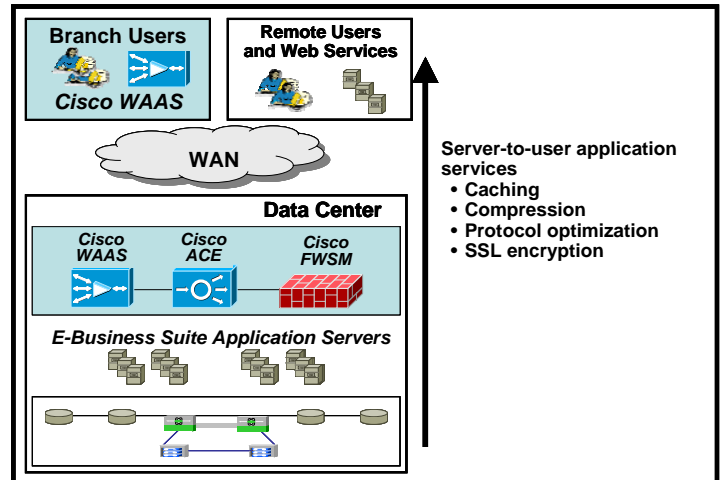 Branch Users
Cisco WAAS
Remote Users
and Web Services
WAN
Server-to-user application
services
• Caching
• Compression
• Protocol optimization
• SSL encryption
Data Center
Cisco
WAAS
Cisco
ACE
Cisco
FWSM
E-Business Suite Application Servers